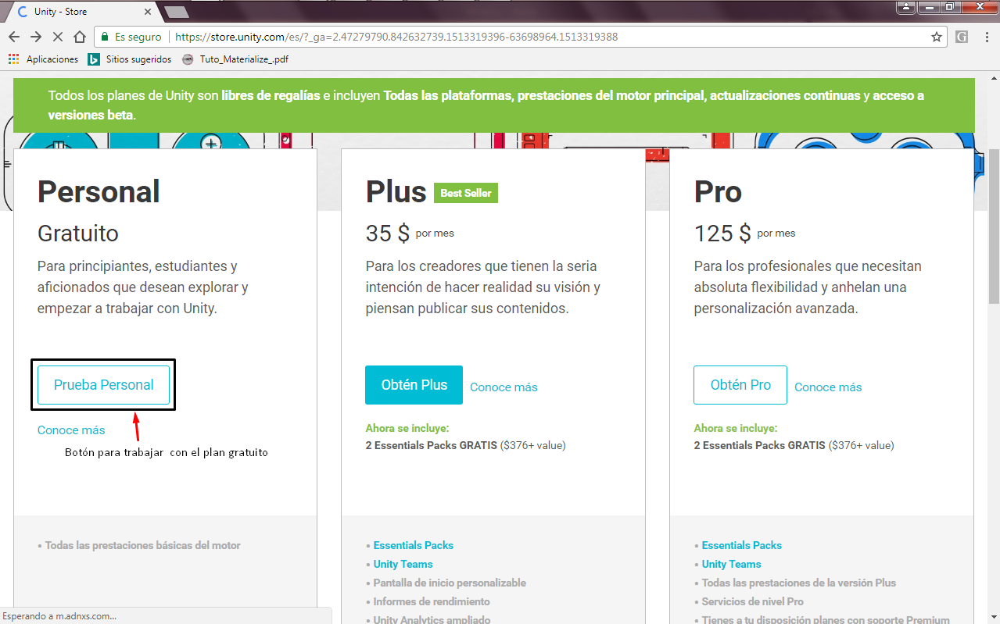 Unity - Store
Es seguro
https://store.unity.com/es/?_ga=2.47279790.842632739.1513319396-63698964.1513319388
G
Aplicaciones
Sitios sugeridos
Tuto_Materialize_.pdf
Todos los planes de Unity son libres de regalías e incluyen Todas las plataformas, prestaciones del motor principal, actualizaciones continuas y acceso a
versiones beta.
Personal
Gratuito
Para principiantes, estudiantes y
aficionados que desean explorar y
empezar a trabajar con Unity.
Prueba Personal
Conoce más
Botón para trabajar con el plan gratuito
• Todas las prestaciones básicas del motor
Plus
Best Seller
35 $ por mes
Para los creadores que tienen la seria
intención de hacer realidad su visión y
piensan publicar sus contenidos.
Obtén Plus
Conoce más
Ahora se incluye:
2 Essentials Packs GRATIS ($376+ value)
• Essentials Packs
• Unity Teams
• Pantalla de inicio personalizable
• Informes de rendimiento
• Unity Analytics ampliado
Pro
125 $ por mes
Para los profesionales que necesitan
absoluta flexibilidad y anhelan una
personalización avanzada.
Obtén Pro
Conoce más
Ahora se incluye:
2 Essentials Packs GRATIS ($376+ value)
• Essentials Packs
• Unity Teams
• Todas las prestaciones de la versión Plus
• Servicios de nivel Pro
• Tienes a tu disposición planes con soporte Premium
Esperando a m.adnxs.com...